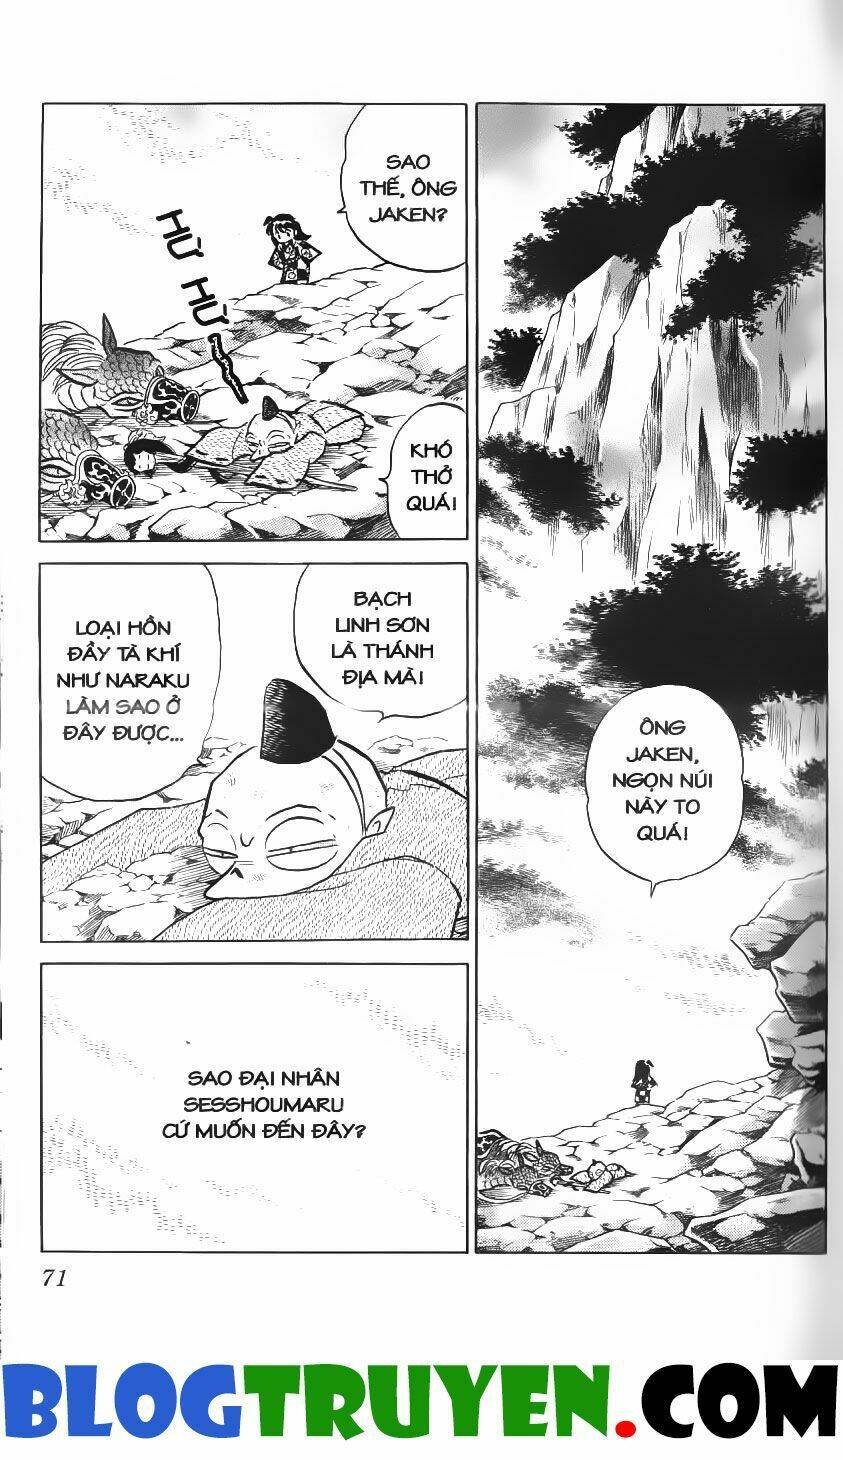 ÔNG
JAKEN,
NGỌN NÚI
NÀY TO
QUÁ!
SAO
THẾ, ÔNG
JAKEN?
HỪ HỪ
KHÓ
THỞ
QUÁ!
BẠCH
LINH SƠN
LÀ THÁNH
ĐỊA MÀ!
LOẠI HỒN
ĐẦY TÀ KHÍ
NHƯ NARAKU
LÀM SAO Ở
ĐÂY ĐƯỢC...
SAO ĐẠI NHÂN
SESSHOUMARU
CỨ MUỐN ĐẾN ĐÂY?
71
BLOGTRUYEN.COM